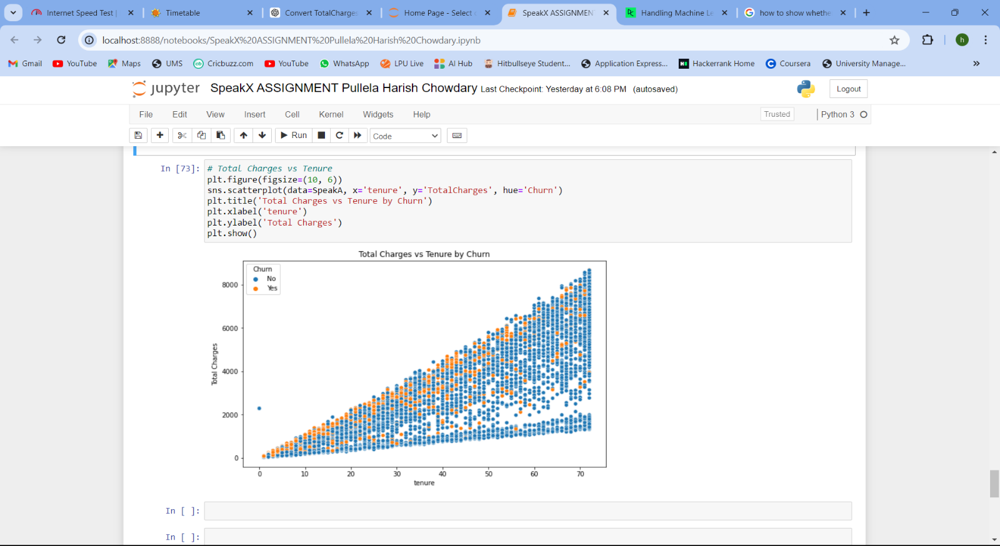 Internet Speed Test |
Timetable
Convert TotalCharges
Home Page - Select o
SpeakX ASSIGNMEN
Handling Machine Le
how to show whethe
localhost:8888/notebooks/SpeakX%20ASSIGNMENT%20Pullela%20Harish%20Chowdary.ipynb
h
Gmail
YouTube
Maps
UMS
Cricbuzz.com
YouTube
WhatsApp
LPU Live
AI Hub
Hitbullseye Student...
Application Express...
Hackerrank Home
Coursera
University Manage...
jupyter SpeakX ASSIGNMENT Pullela Harish Chowdary Last Checkpoint: Yesterday at 6:08 PM (autosaved)
Logout
File Edit View Insert Cell Kernel Widgets Help
Trusted
Python 3
Run
Code
In [73]: # Total Charges vs Tenure
plt.figure(figsize=(10, 6))
sns.scatterplot(data=SpeakA, x='tenure', y='TotalCharges', hue='Churn')
plt.title('Total Charges vs Tenure by Churn')
plt.xlabel('tenure')
plt.ylabel('Total Charges')
plt.show()
Total Charges vs Tenure by Churn
Churn
No
Yes
8000
6000
4000
2000
0
Total Charges
0 10 20 30 40 50 60 70
tenure
In [ ]:
In [ ]: